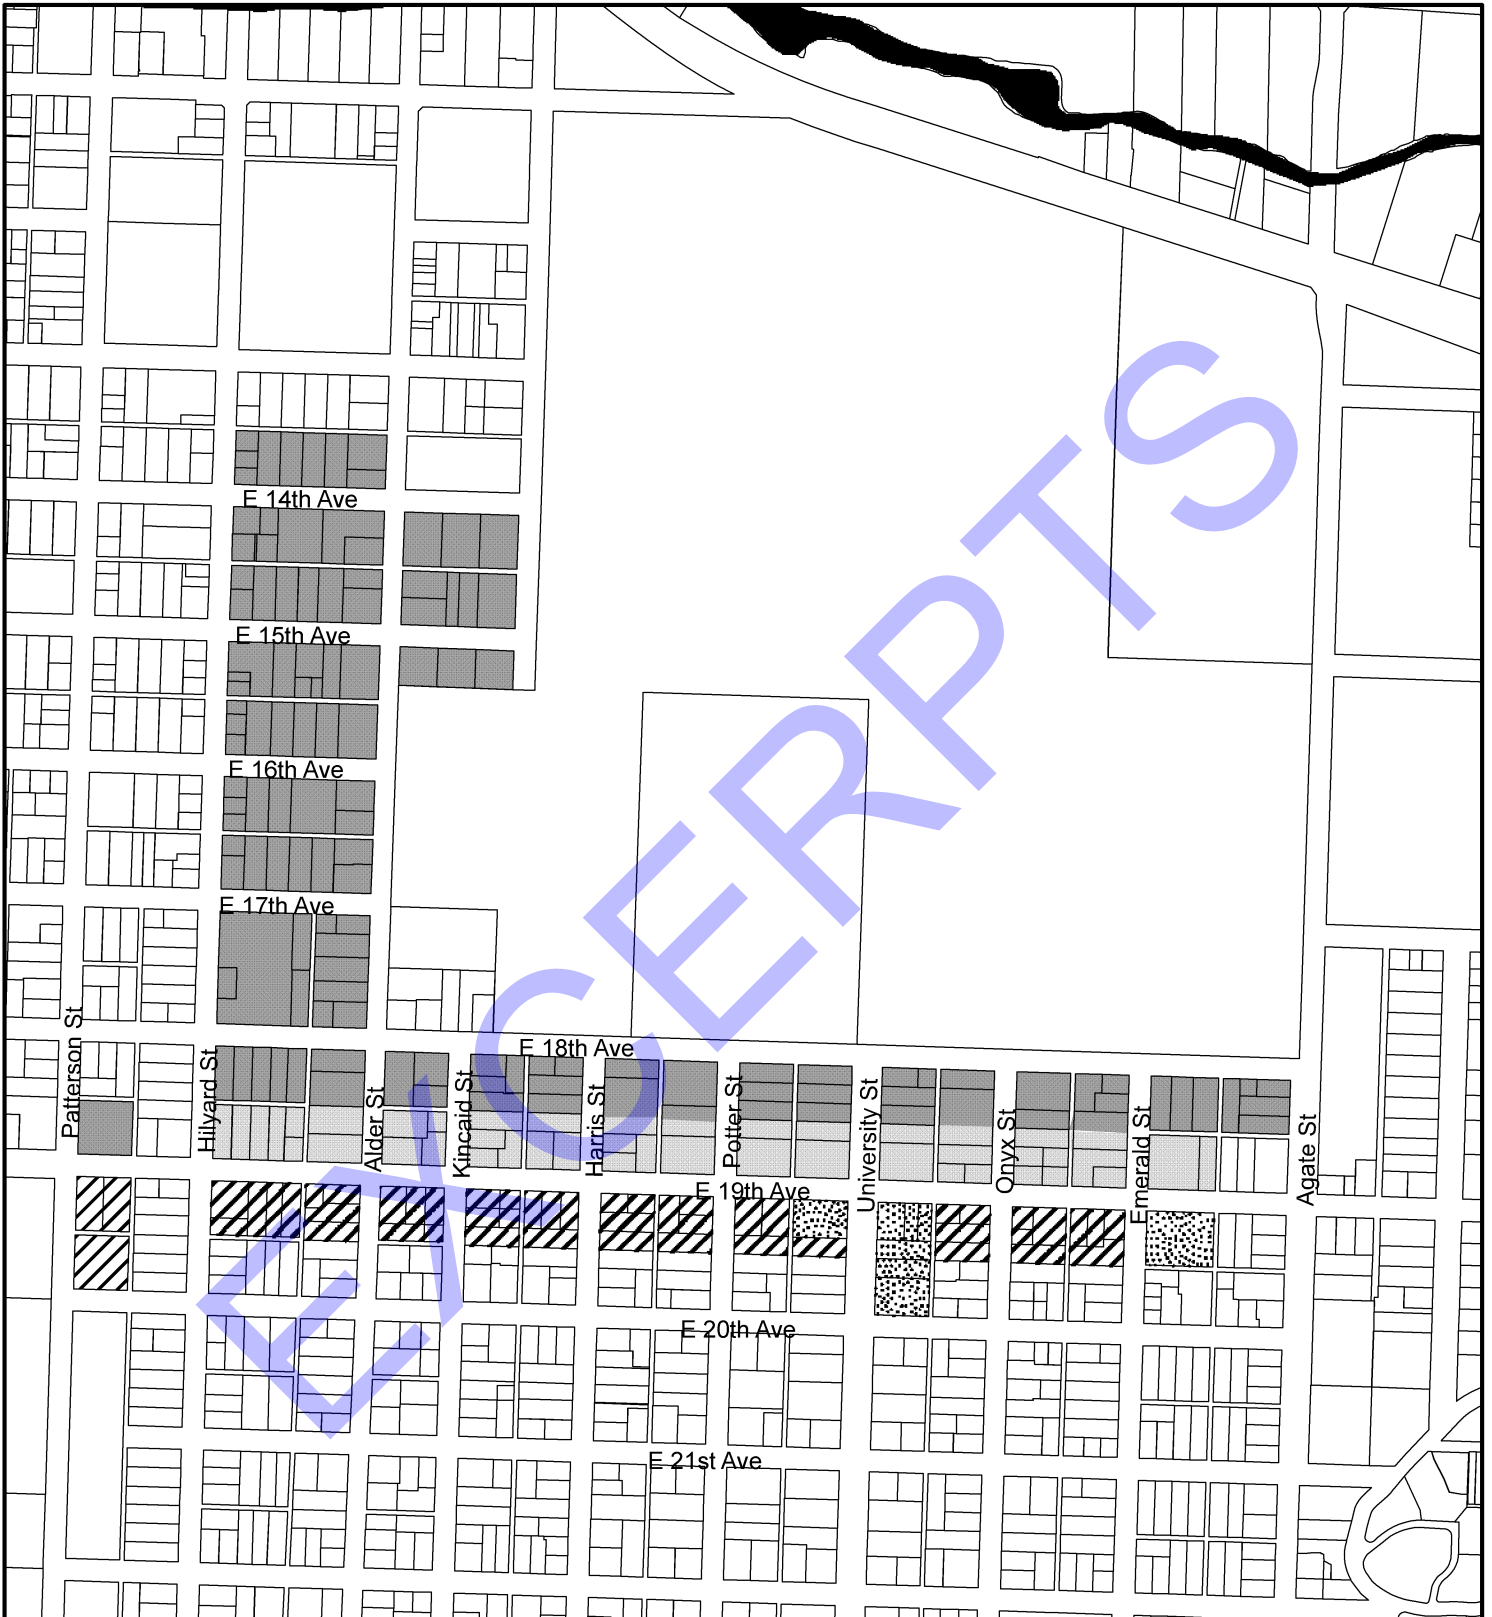 E 14th Ave
E 15th Ave
E 16th Ave
E 17th Ave
E 18th Ave
Patterson St
Hilyard St
Alder St
Kincaid St
Harris St
Potter St
University St
Onyx St
Emerald St
Agate St
E 19th Ave
E 20th Ave
E 21st Ave
EXCERPTS